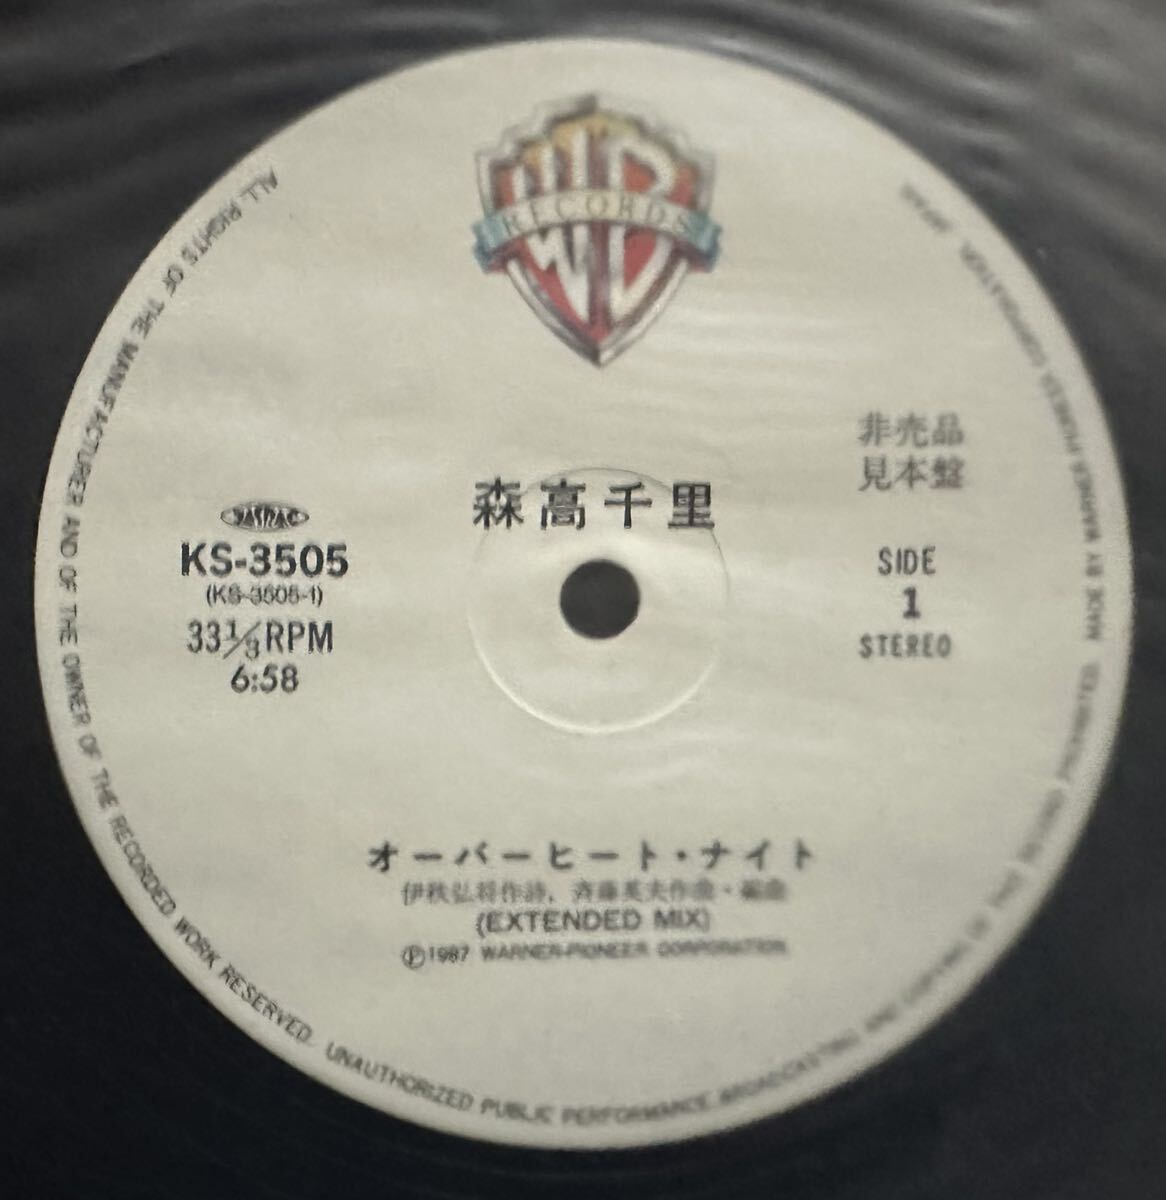 WB
RECORDS
非売品
見本盤
森高千里
JASRAC
KS-3505
(KS-3505-1)
33 1/3 RPM
6:58
SIDE
1
STEREO
オーバーヒート・ナイト
伊秩弘将作詩、斉藤英夫作曲・編曲
(EXTENDED MIX)
Ⓟ1987 WARNER-PIONEER CORPORATION
ALL RIGHTS OF THE MANUFACTURER AND OF THE OWNER OF THE RECORDED WORK RESERVED. UNAUTHORIZED PUBLIC PERFORMANCE BROADCASTING AND COPYING OF THIS RECORD PROHIBITED. MADE BY WARNER-PIONEER CORPORATION, JAPAN